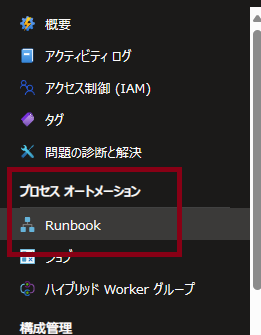 概要
アクティビティ ログ
アクセス制御 (IAM)
タグ
問題の診断と解決
プロセス オートメーション
Runbook
ジョブ
ハイブリッド Worker グループ
構成管理